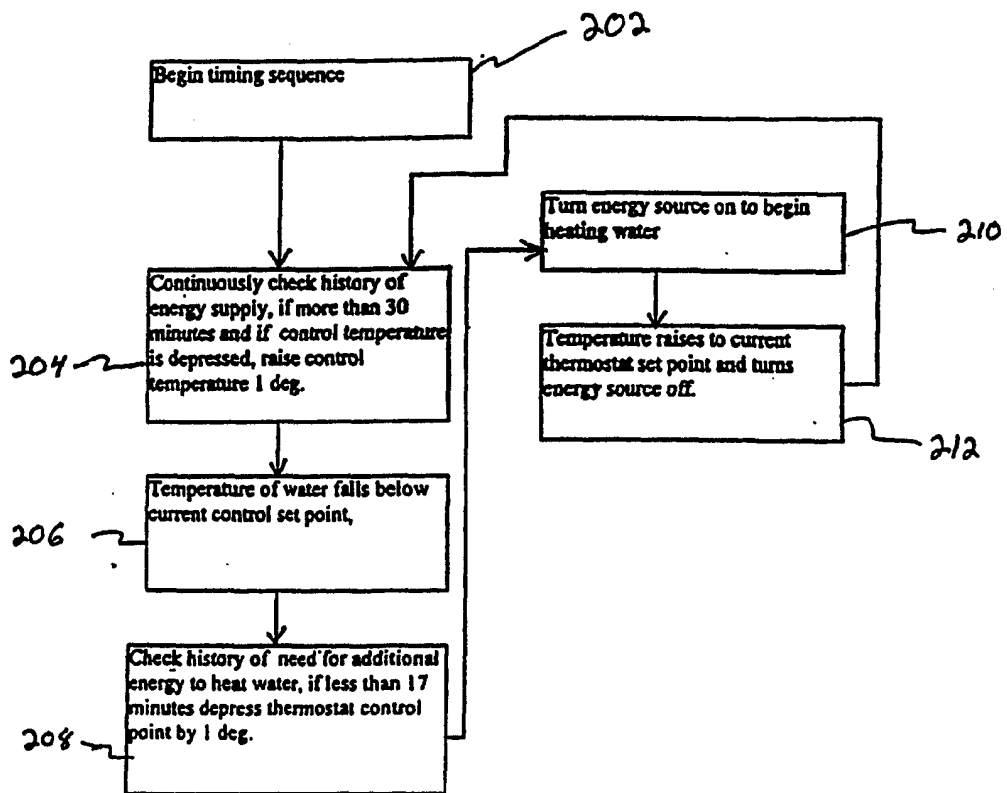 202
Begin timing sequence
Turn energy source on to begin
heating water
210
Continuously check history of
energy supply, if more than 30
minutes and if control temperature
is depressed, raise control
temperature 1 deg.
204
Temperature raises to current
thermostat set point and turns
energy source off.
212
Temperature of water falls below
current control set point,
206
Check history of need for additional
energy to heat water, if less than 17
minutes depress thermostat control
point by 1 deg.
208